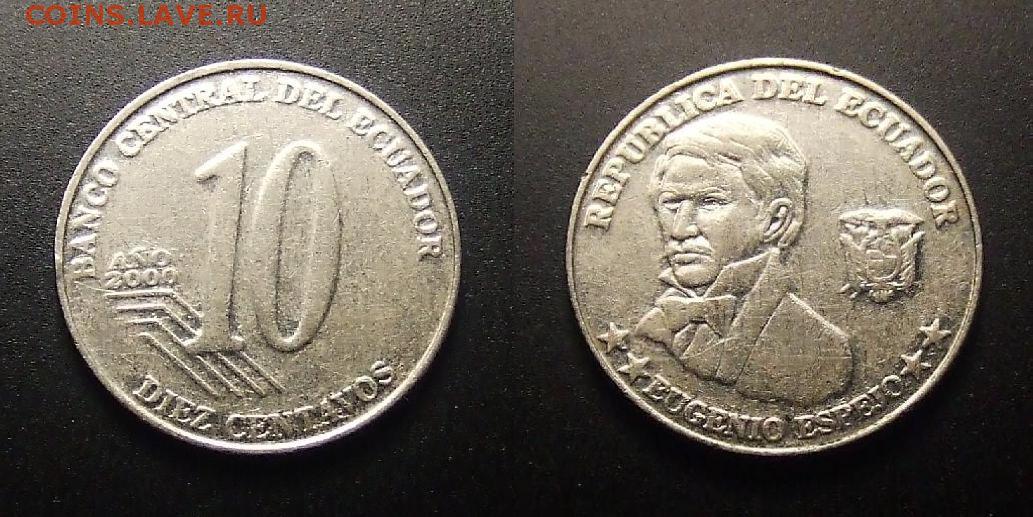 COINS.LAVE.RU
BANCO CENTRAL DEL ECUADOR
10
AÑO
2000
DIEZ CENTAVOS
REPUBLICA DEL ECUADOR
EUGENIO ESPEJO